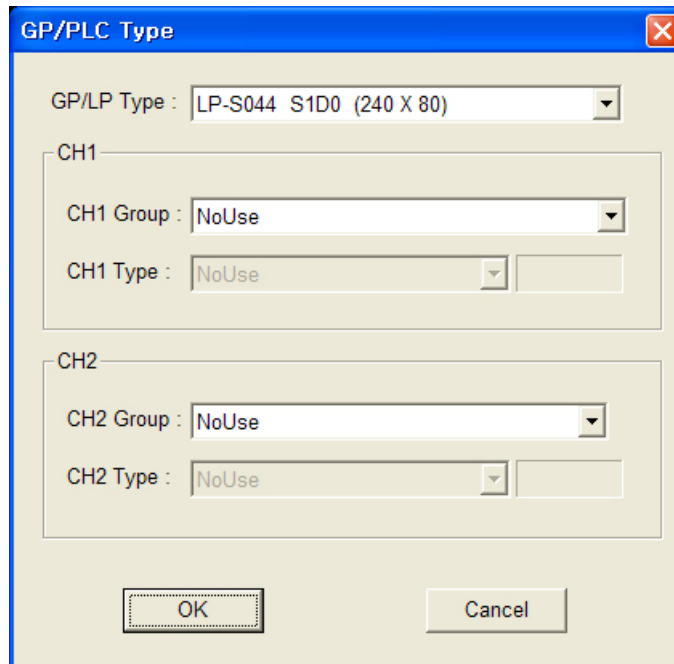 GP/PLC Type
GP/LP Type : LP-S044 S1D0 (240 X 80)
CH1
CH1 Group : NoUse
CH1 Type : NoUse
CH2
CH2 Group : NoUse
CH2 Type : NoUse
OK Cancel